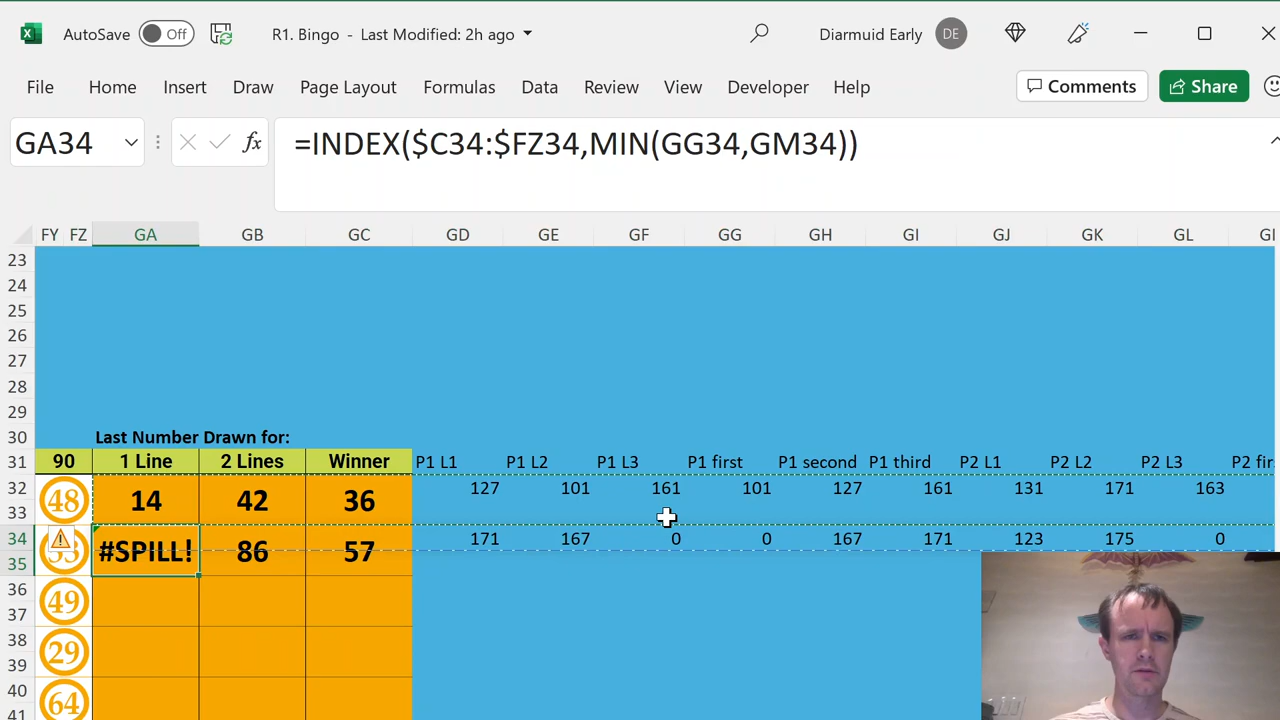 AutoSave Off R1. Bingo - Last Modified: 2h ago Diarmuid Early DE
File Home Insert Draw Page Layout Formulas Data Review View Developer Help Comments Share
GA34 fx =INDEX($C34:$FZ34,MIN(GG34,GM34))
FY FZ GA GB GC GD GE GF GG GH GI GJ GK GL
23
24
25
26
27
28
29
30 Last Number Drawn for:
31 90 1 Line 2 Lines Winner P1 L1 P1 L2 P1 L3 P1 first P1 second P1 third P2 L1 P2 L2 P2 L3 P2 fir
32 48 14 42 36 127 101 161 101 127 161 131 171 163
33
34 #SPILL! 86 57 171 167 0 0 167 171 123 175 0
35
36 49
37
38 29
39
40 64
41